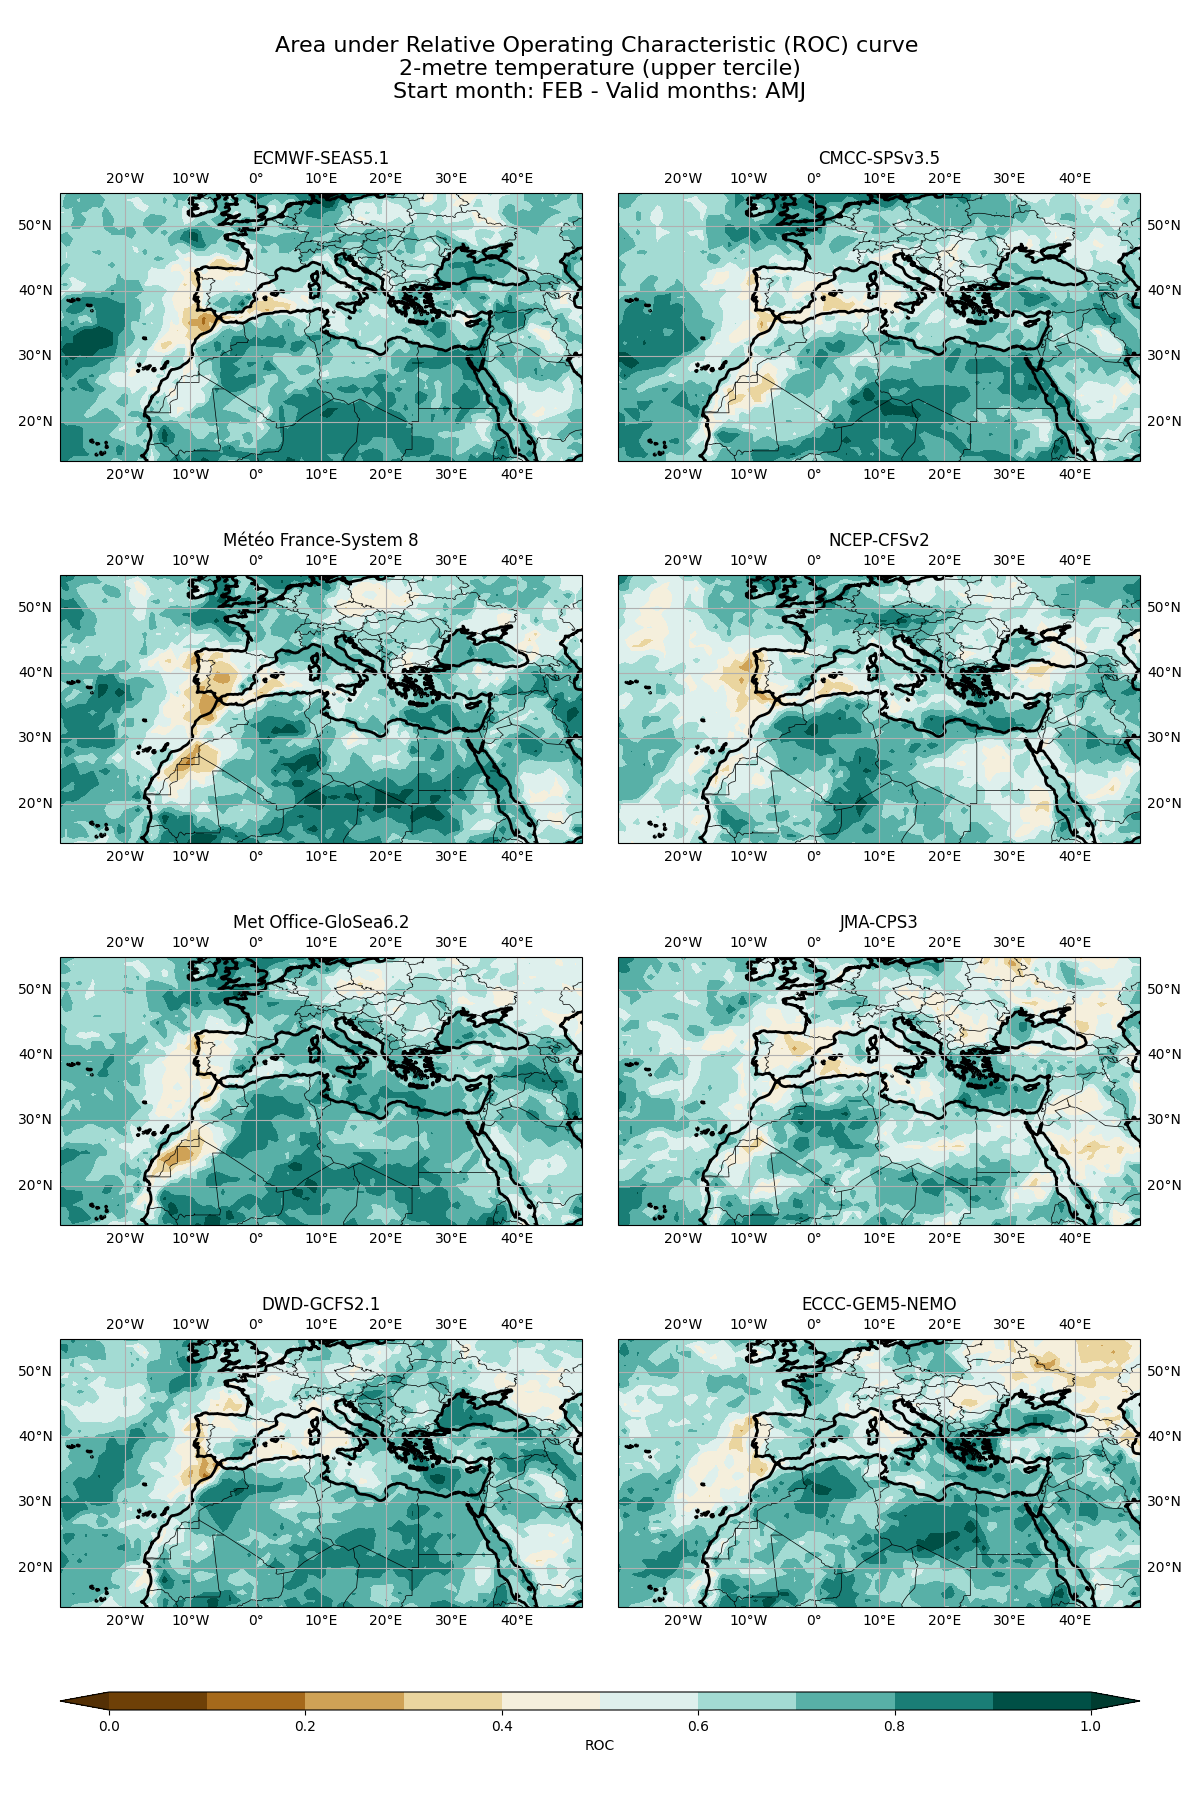 Area under Relative Operating Characteristic (ROC) curve
2-metre temperature (upper tercile)
Start month: FEB - Valid months: AMJ
ECMWF-SEAS5.1
20°W 10°W 0° 10°E 20°E 30°E 40°E
50°N
40°N
30°N
20°N
20°W 10°W 0° 10°E 20°E 30°E 40°E
CMCC-SPSv3.5
20°W 10°W 0° 10°E 20°E 30°E 40°E
50°N
40°N
30°N
20°N
20°W 10°W 0° 10°E 20°E 30°E 40°E
Météo France-System 8
20°W 10°W 0° 10°E 20°E 30°E 40°E
50°N
40°N
30°N
20°N
20°W 10°W 0° 10°E 20°E 30°E 40°E
NCEP-CFSv2
20°W 10°W 0° 10°E 20°E 30°E 40°E
50°N
40°N
30°N
20°N
20°W 10°W 0° 10°E 20°E 30°E 40°E
Met Office-GloSea6.2
20°W 10°W 0° 10°E 20°E 30°E 40°E
50°N
40°N
30°N
20°N
20°W 10°W 0° 10°E 20°E 30°E 40°E
JMA-CPS3
20°W 10°W 0° 10°E 20°E 30°E 40°E
50°N
40°N
30°N
20°N
20°W 10°W 0° 10°E 20°E 30°E 40°E
DWD-GCFS2.1
20°W 10°W 0° 10°E 20°E 30°E 40°E
50°N
40°N
30°N
20°N
20°W 10°W 0° 10°E 20°E 30°E 40°E
ECCC-GEM5-NEMO
20°W 10°W 0° 10°E 20°E 30°E 40°E
50°N
40°N
30°N
20°N
20°W 10°W 0° 10°E 20°E 30°E 40°E
0.0 0.2 0.4 0.6 0.8 1.0
ROC